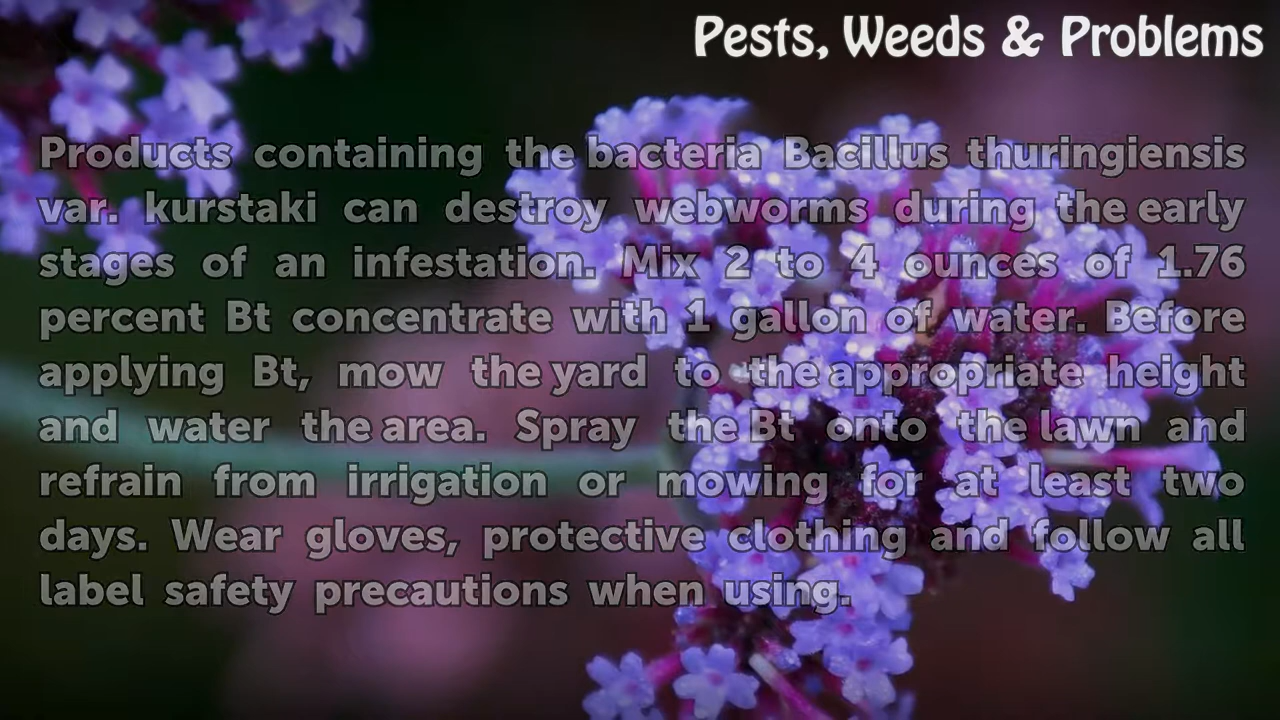 Pests, Weeds & Problems
Products containing the bacteria Bacillus thuringiensis
var. kurstaki can destroy webworms during the early
stages of an infestation. Mix 2 to 4 ounces of 1.76
percent Bt concentrate with 1 gallon of water. Before
applying Bt, mow the yard to the appropriate height
and water the area. Spray the Bt onto the lawn and
refrain from irrigation or mowing for at least two
days. Wear gloves, protective clothing and follow all
label safety precautions when using.